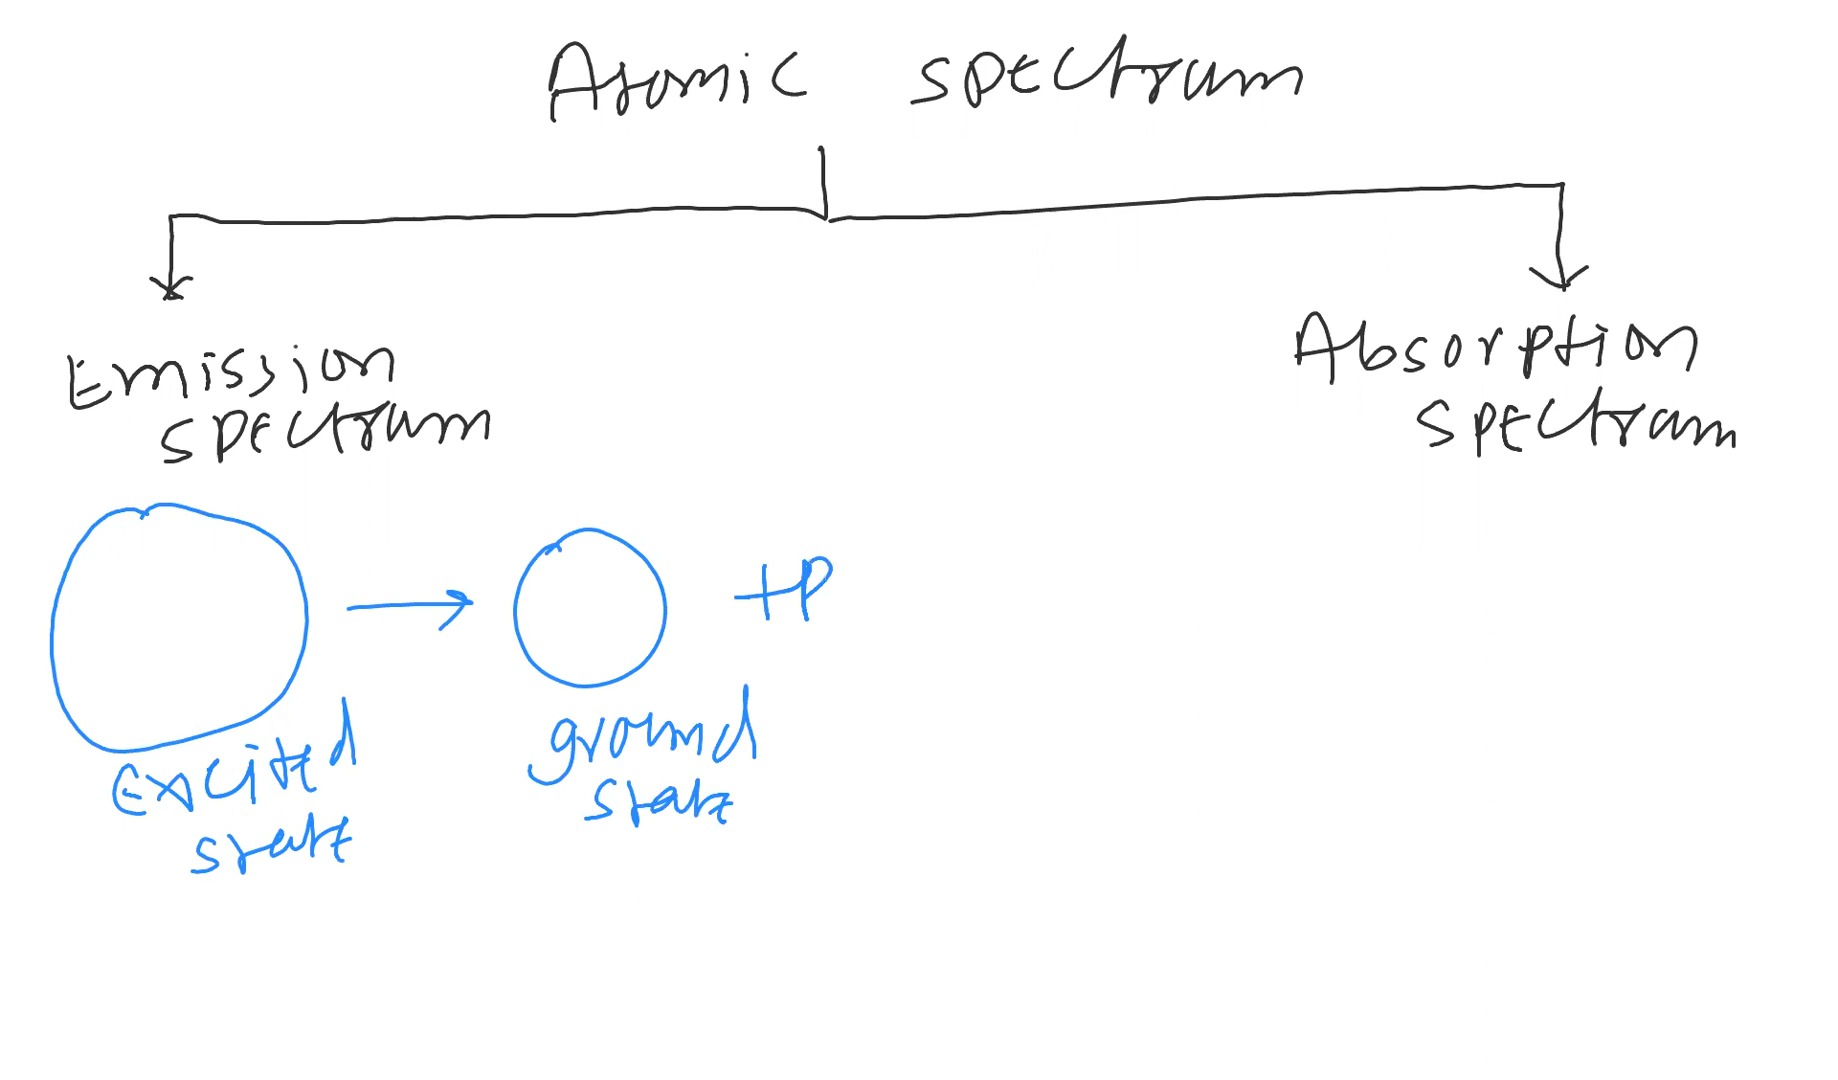 Atomic spectrum
Emission
spectrum
Absorption
spectrum
+P
Excited
state
ground
state